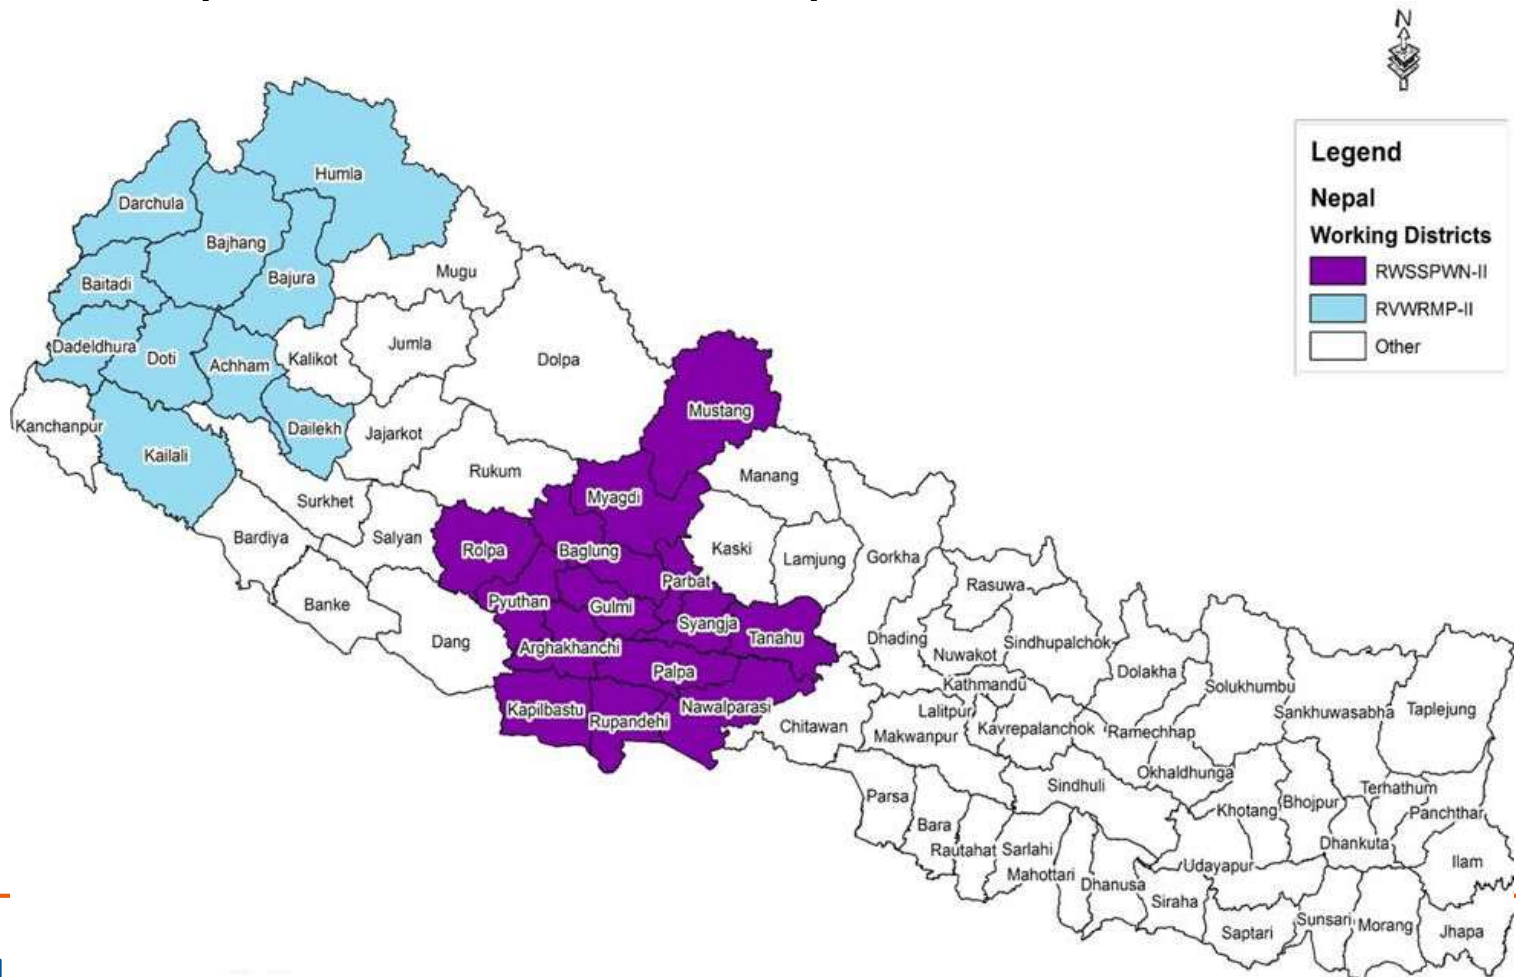 N
Legend
Nepal
Working Districts
RWSSPWN-II
RVWRMP-II
Other
Humla
Darchula
Bajhang
Mugu
Bajura
Baitadi
Dadeldhura
Doti
Achham
Kalikot
Jumla
Dolpa
Mustang
Kanchanpur
Dailekh
Jajarkot
Kailali
Rukum
Manang
Surkhet
Myagdi
Bardiya
Salyan
Rolpa
Baglung
Kaski
Lamjung
Gorkha
Parbat
Rasuwa
Banke
Pyuthan
Gulmi
Syangja
Tanahu
Dang
Arghakhanchi
Dhading
Nuwakot
Sindhupalchok
Palpa
Dolakha
Kathmandu
Solukhumbu
Kapilbastu
Rupandehi
Nawalparasi
Chitawan
Lalitpur
Makwanpur
Kavrepalanchok
Ramechhap
Sankhuwasabha
Taplejung
Okhaldhunga
Sindhuli
Parsa
Khotang
Bhojpur
Terhathum
Panchthar
Bara
Rautahat
Sarlahi
Dhankuta
Mahottari
Dhanusa
Udayapur
Ilam
Siraha
Saptari
Sunsari
Morang
Jhapa